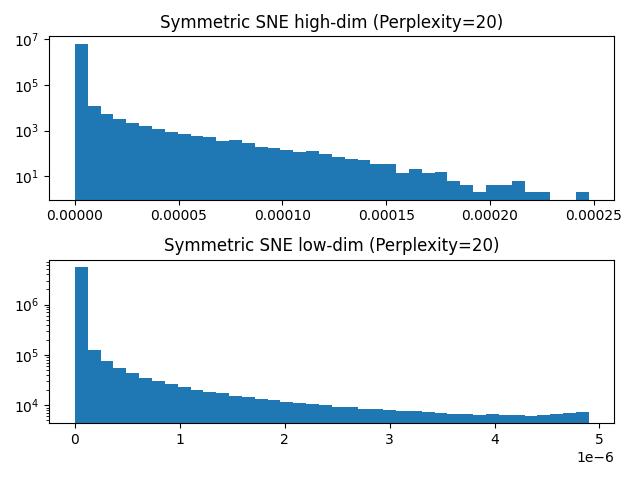 Symmetric SNE high-dim (Perplexity=20)
10^7
10^5
10^3
10^1
0.00000 0.00005 0.00010 0.00015 0.00020 0.00025
Symmetric SNE low-dim (Perplexity=20)
10^6
10^5
10^4
0 1 2 3 4 5
1e−6